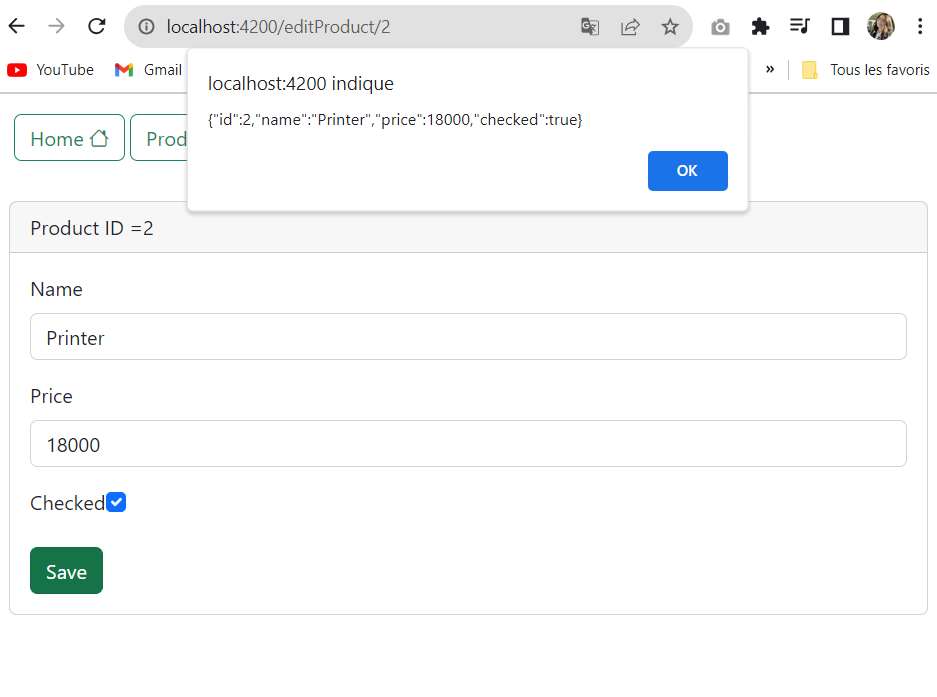 localhost:4200/editProduct/2
YouTube
Gmail
»
Tous les favoris
localhost:4200 indique
{"id":2,"name":"Printer","price":18000,"checked":true}
OK
Home
Prod
Product ID =2
Name
Printer
Price
18000
Checked
Save